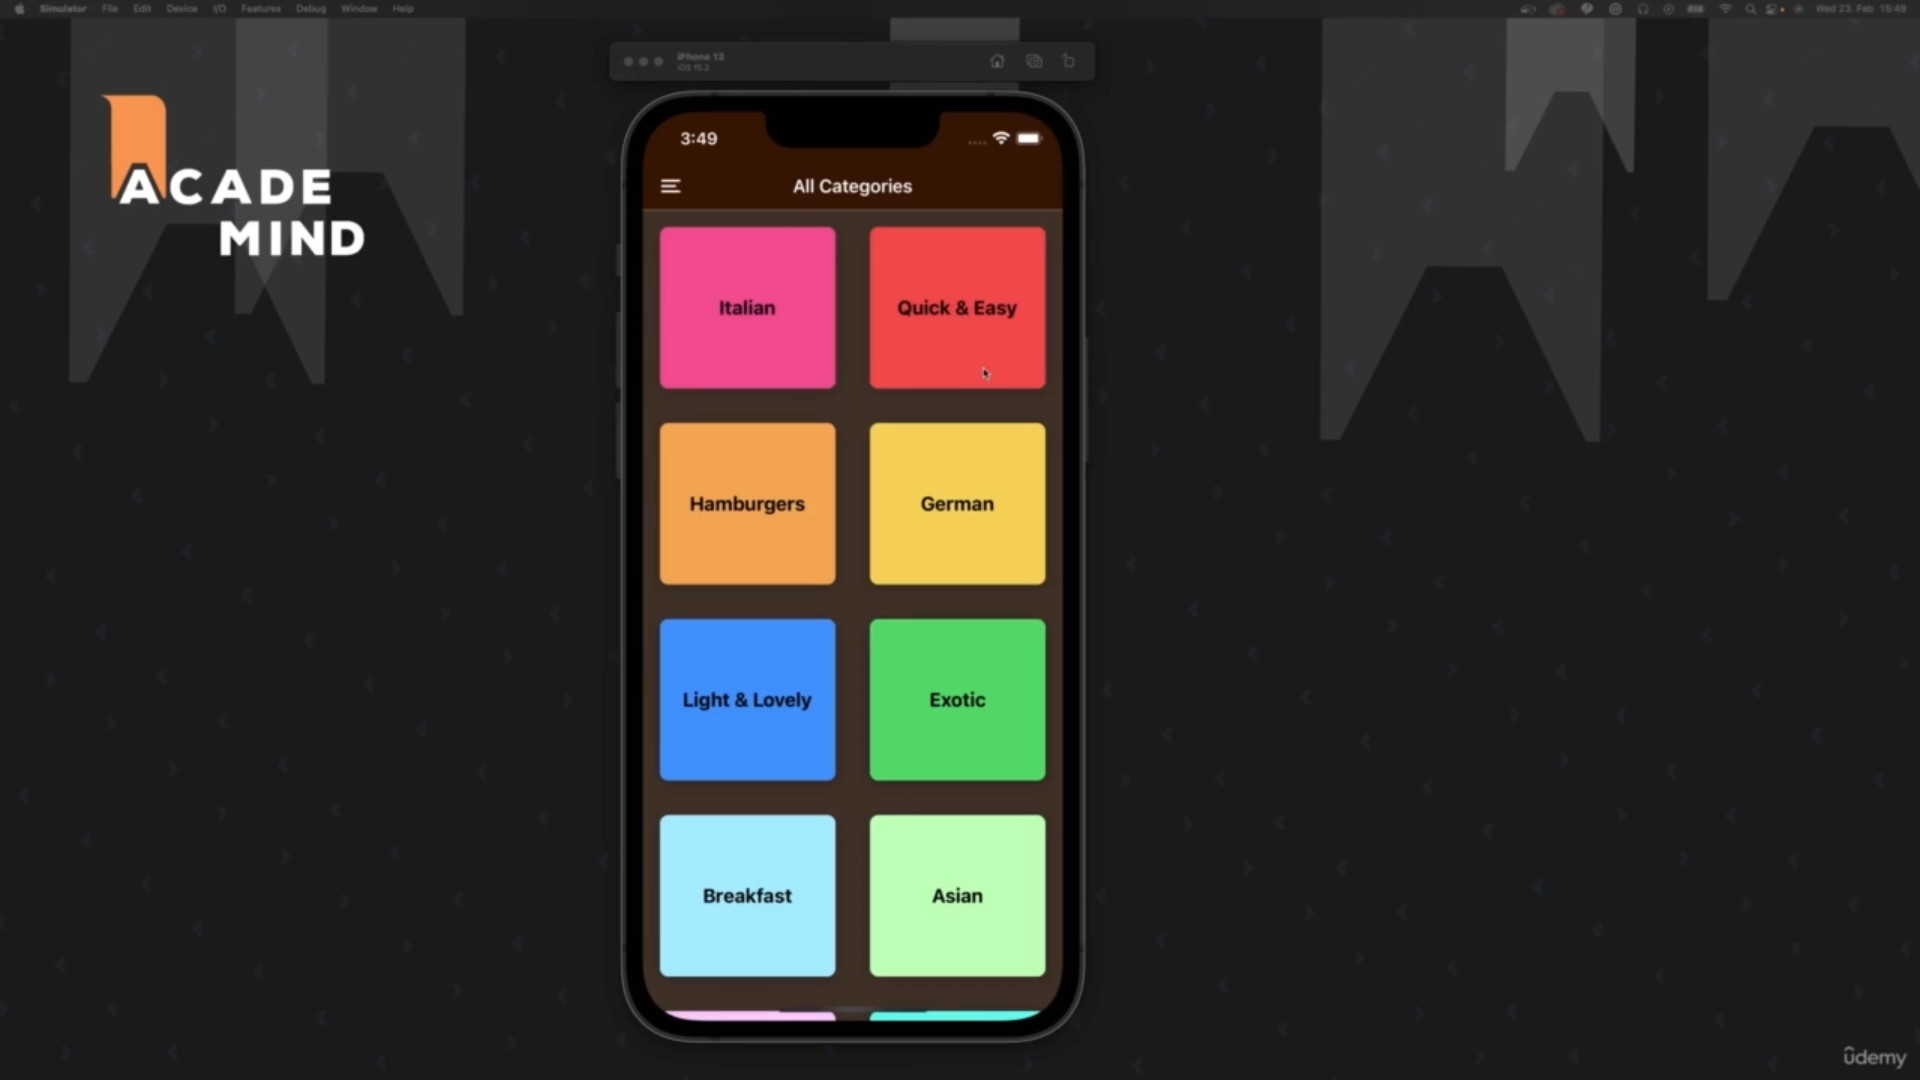 Simulator File Edit Device I/O Features Debug Window Help
Wed 23. Feb 15:49
iPhone 13
iOS 15.2
ACADE
MIND
3:49
All Categories
Italian
Quick & Easy
Hamburgers
German
Light & Lovely
Exotic
Breakfast
Asian
ûdemy